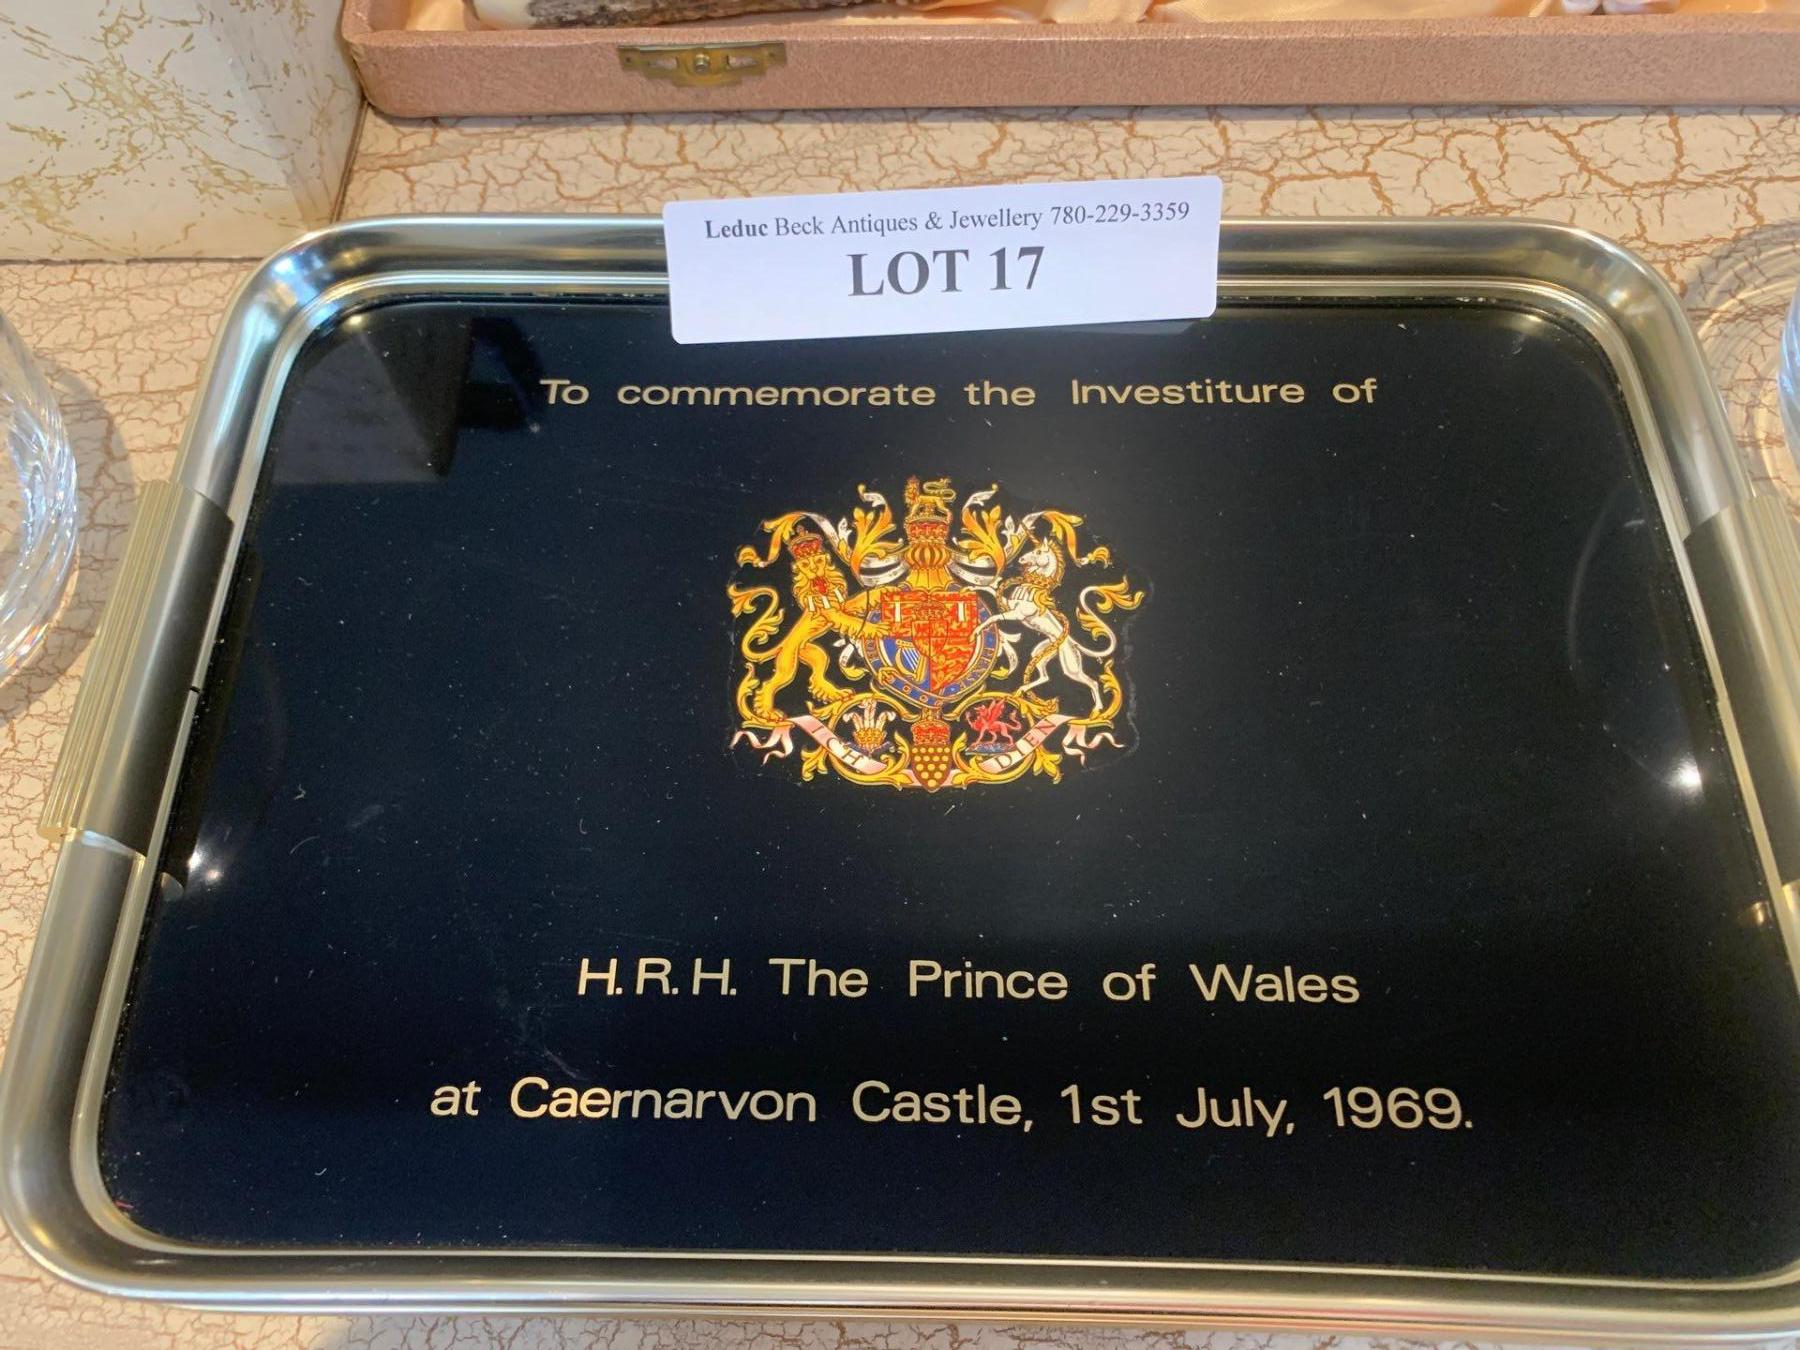 Leduc Beck Antiques & Jewellery 780-229-3359
LOT 17
To commemorate the Investiture of
ICH DIEN
H.R.H. The Prince of Wales
at Caernarvon Castle, 1st July, 1969.